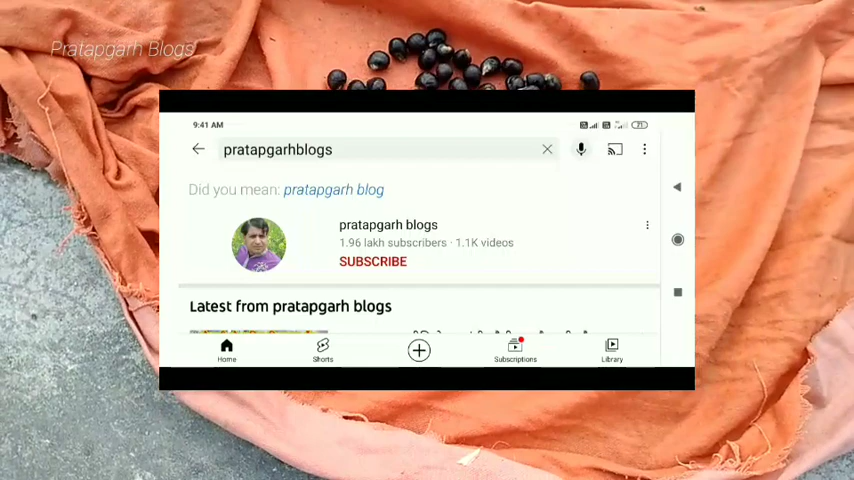 Pratapgarh Blogs
9:41 AM
71
pratapgarhblogs
Did you mean: pratapgarh blog
pratapgarh blogs
1.96 lakh subscribers · 1.1K videos
SUBSCRIBE
Latest from pratapgarh blogs
Home
Shorts
Subscriptions
Library